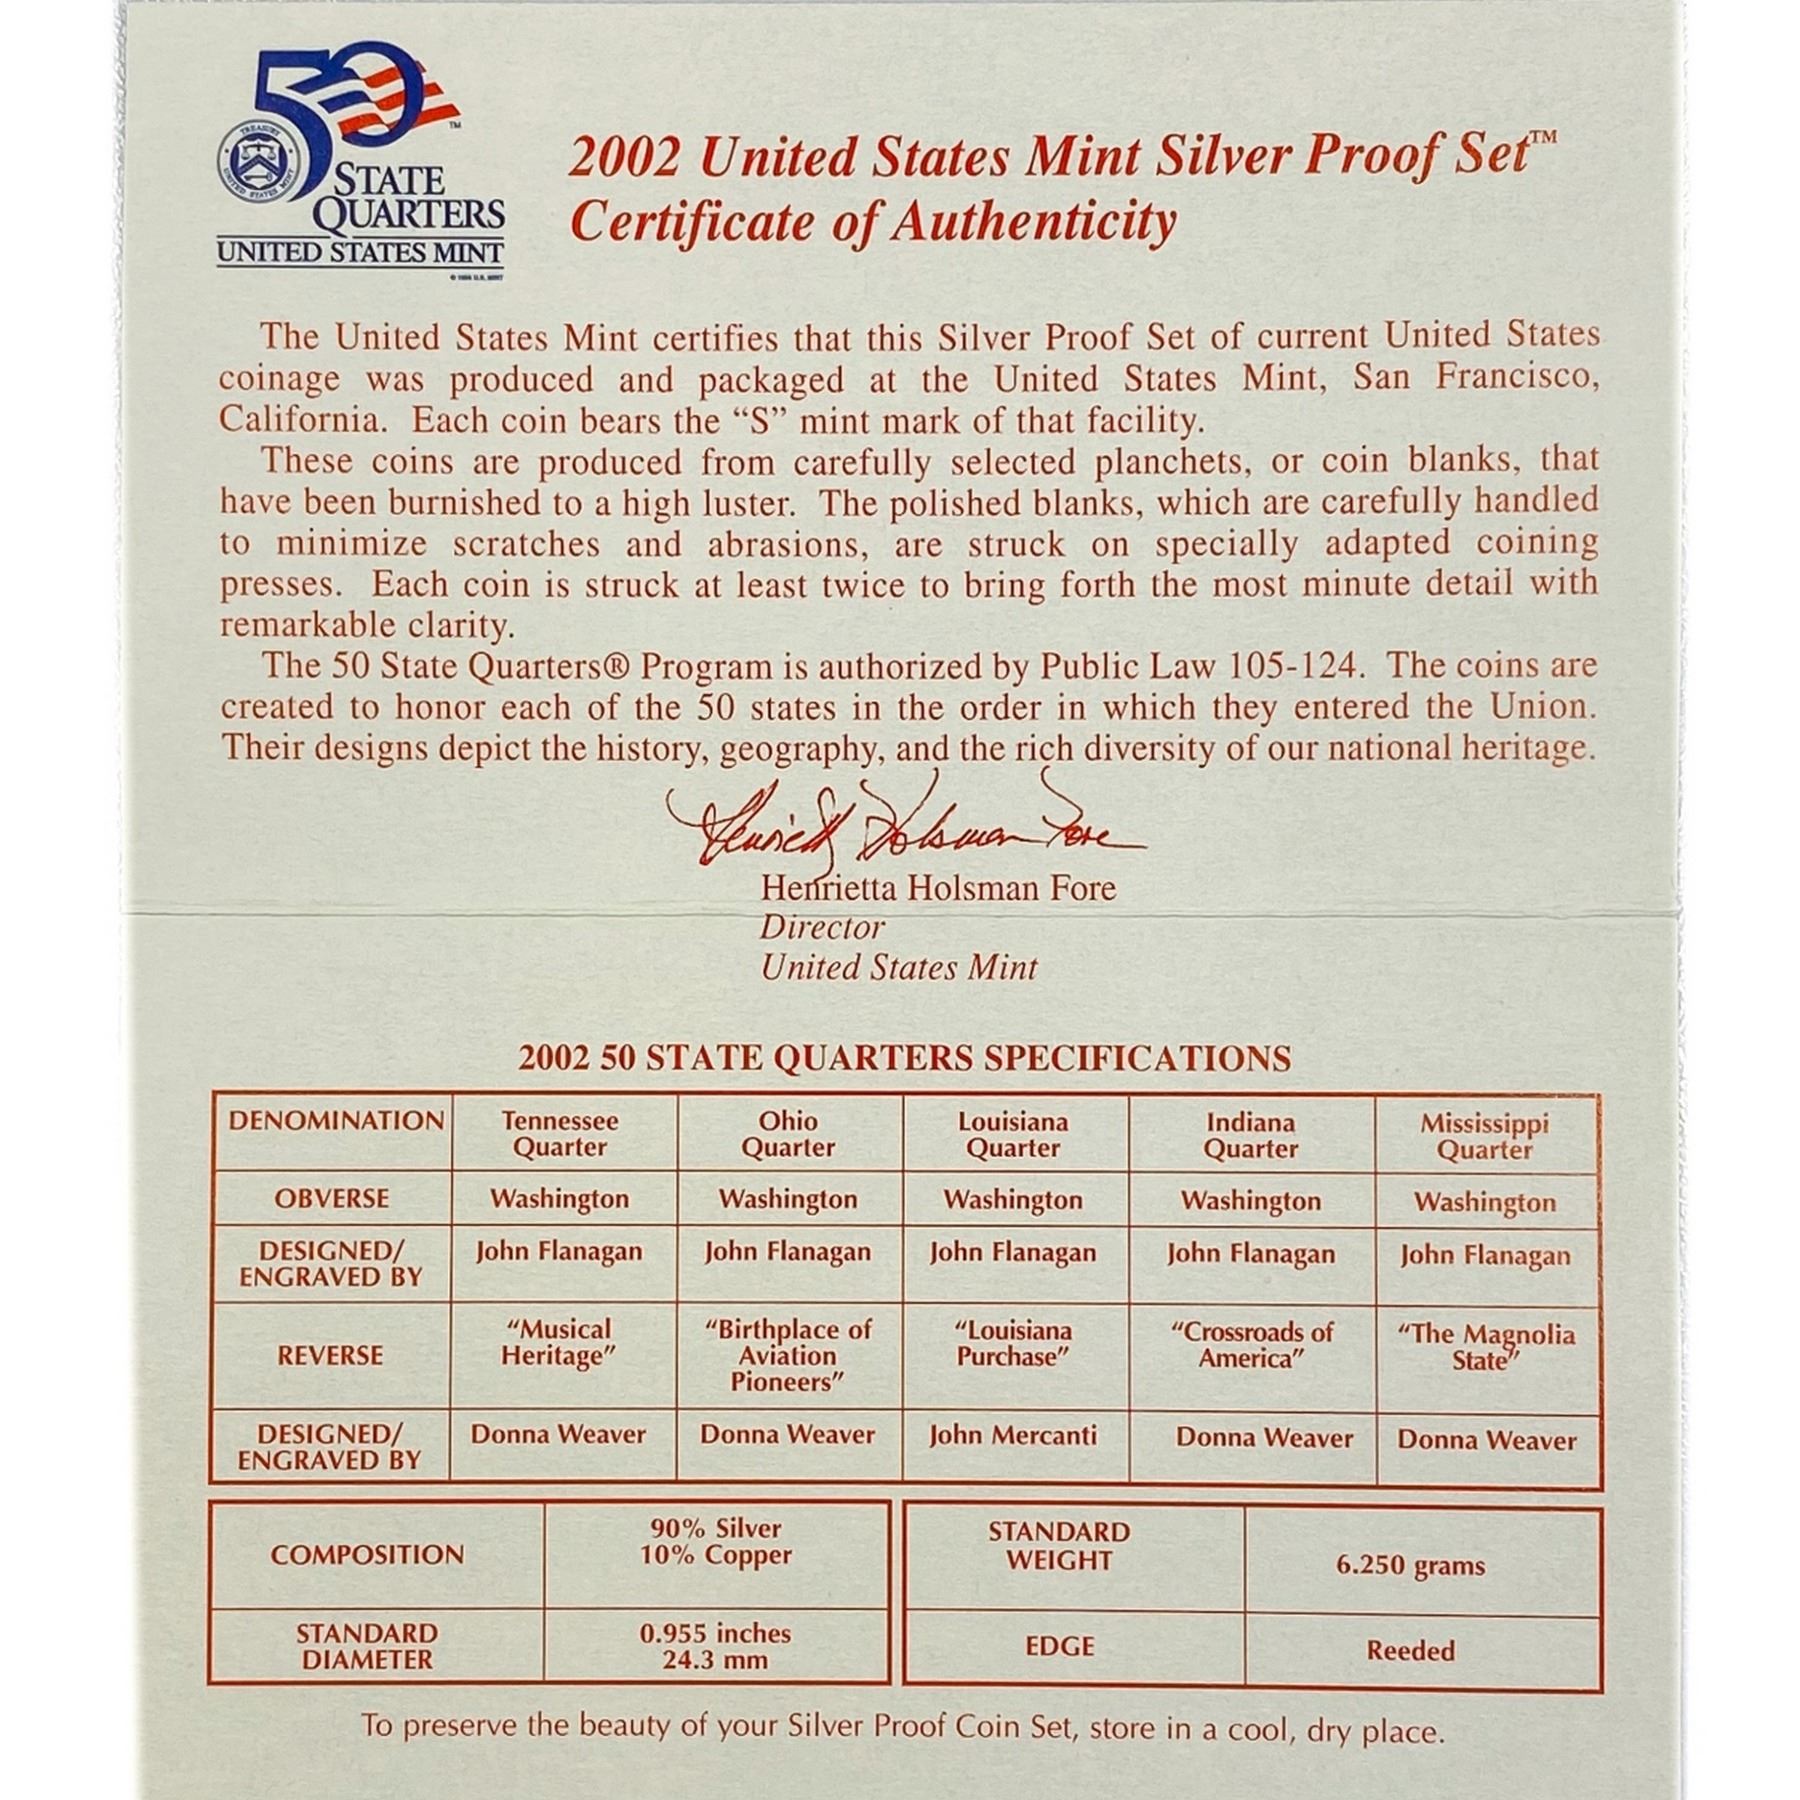 50
TM
TREASURY
UNITED STATES MINT
STATE
QUARTERS
UNITED STATES MINT
2002 United States Mint Silver Proof Set™
Certificate of Authenticity
The United States Mint certifies that this Silver Proof Set of current United States
coinage was produced and packaged at the United States Mint, San Francisco,
California. Each coin bears the “S” mint mark of that facility.
These coins are produced from carefully selected planchets, or coin blanks, that
have been burnished to a high luster. The polished blanks, which are carefully handled
to minimize scratches and abrasions, are struck on specially adapted coining
presses. Each coin is struck at least twice to bring forth the most minute detail with
remarkable clarity.
The 50 State Quarters® Program is authorized by Public Law 105-124. The coins are
created to honor each of the 50 states in the order in which they entered the Union.
Their designs depict the history, geography, and the rich diversity of our national heritage.
Henrietta Holsman Fore
Henrietta Holsman Fore
Director
United States Mint
2002 50 STATE QUARTERS SPECIFICATIONS
DENOMINATION Tennessee Quarter Ohio Quarter Louisiana Quarter Indiana Quarter Mississippi Quarter
OBVERSE Washington Washington Washington Washington Washington
DESIGNED/ ENGRAVED BY John Flanagan John Flanagan John Flanagan John Flanagan John Flanagan
REVERSE “Musical Heritage” “Birthplace of Aviation Pioneers” “Louisiana Purchase” “Crossroads of America” “The Magnolia State”
DESIGNED/ ENGRAVED BY Donna Weaver Donna Weaver John Mercanti Donna Weaver Donna Weaver
COMPOSITION 90% Silver 10% Copper
STANDARD WEIGHT 6.250 grams
STANDARD DIAMETER 0.955 inches 24.3 mm
EDGE Reeded
To preserve the beauty of your Silver Proof Coin Set, store in a cool, dry place.